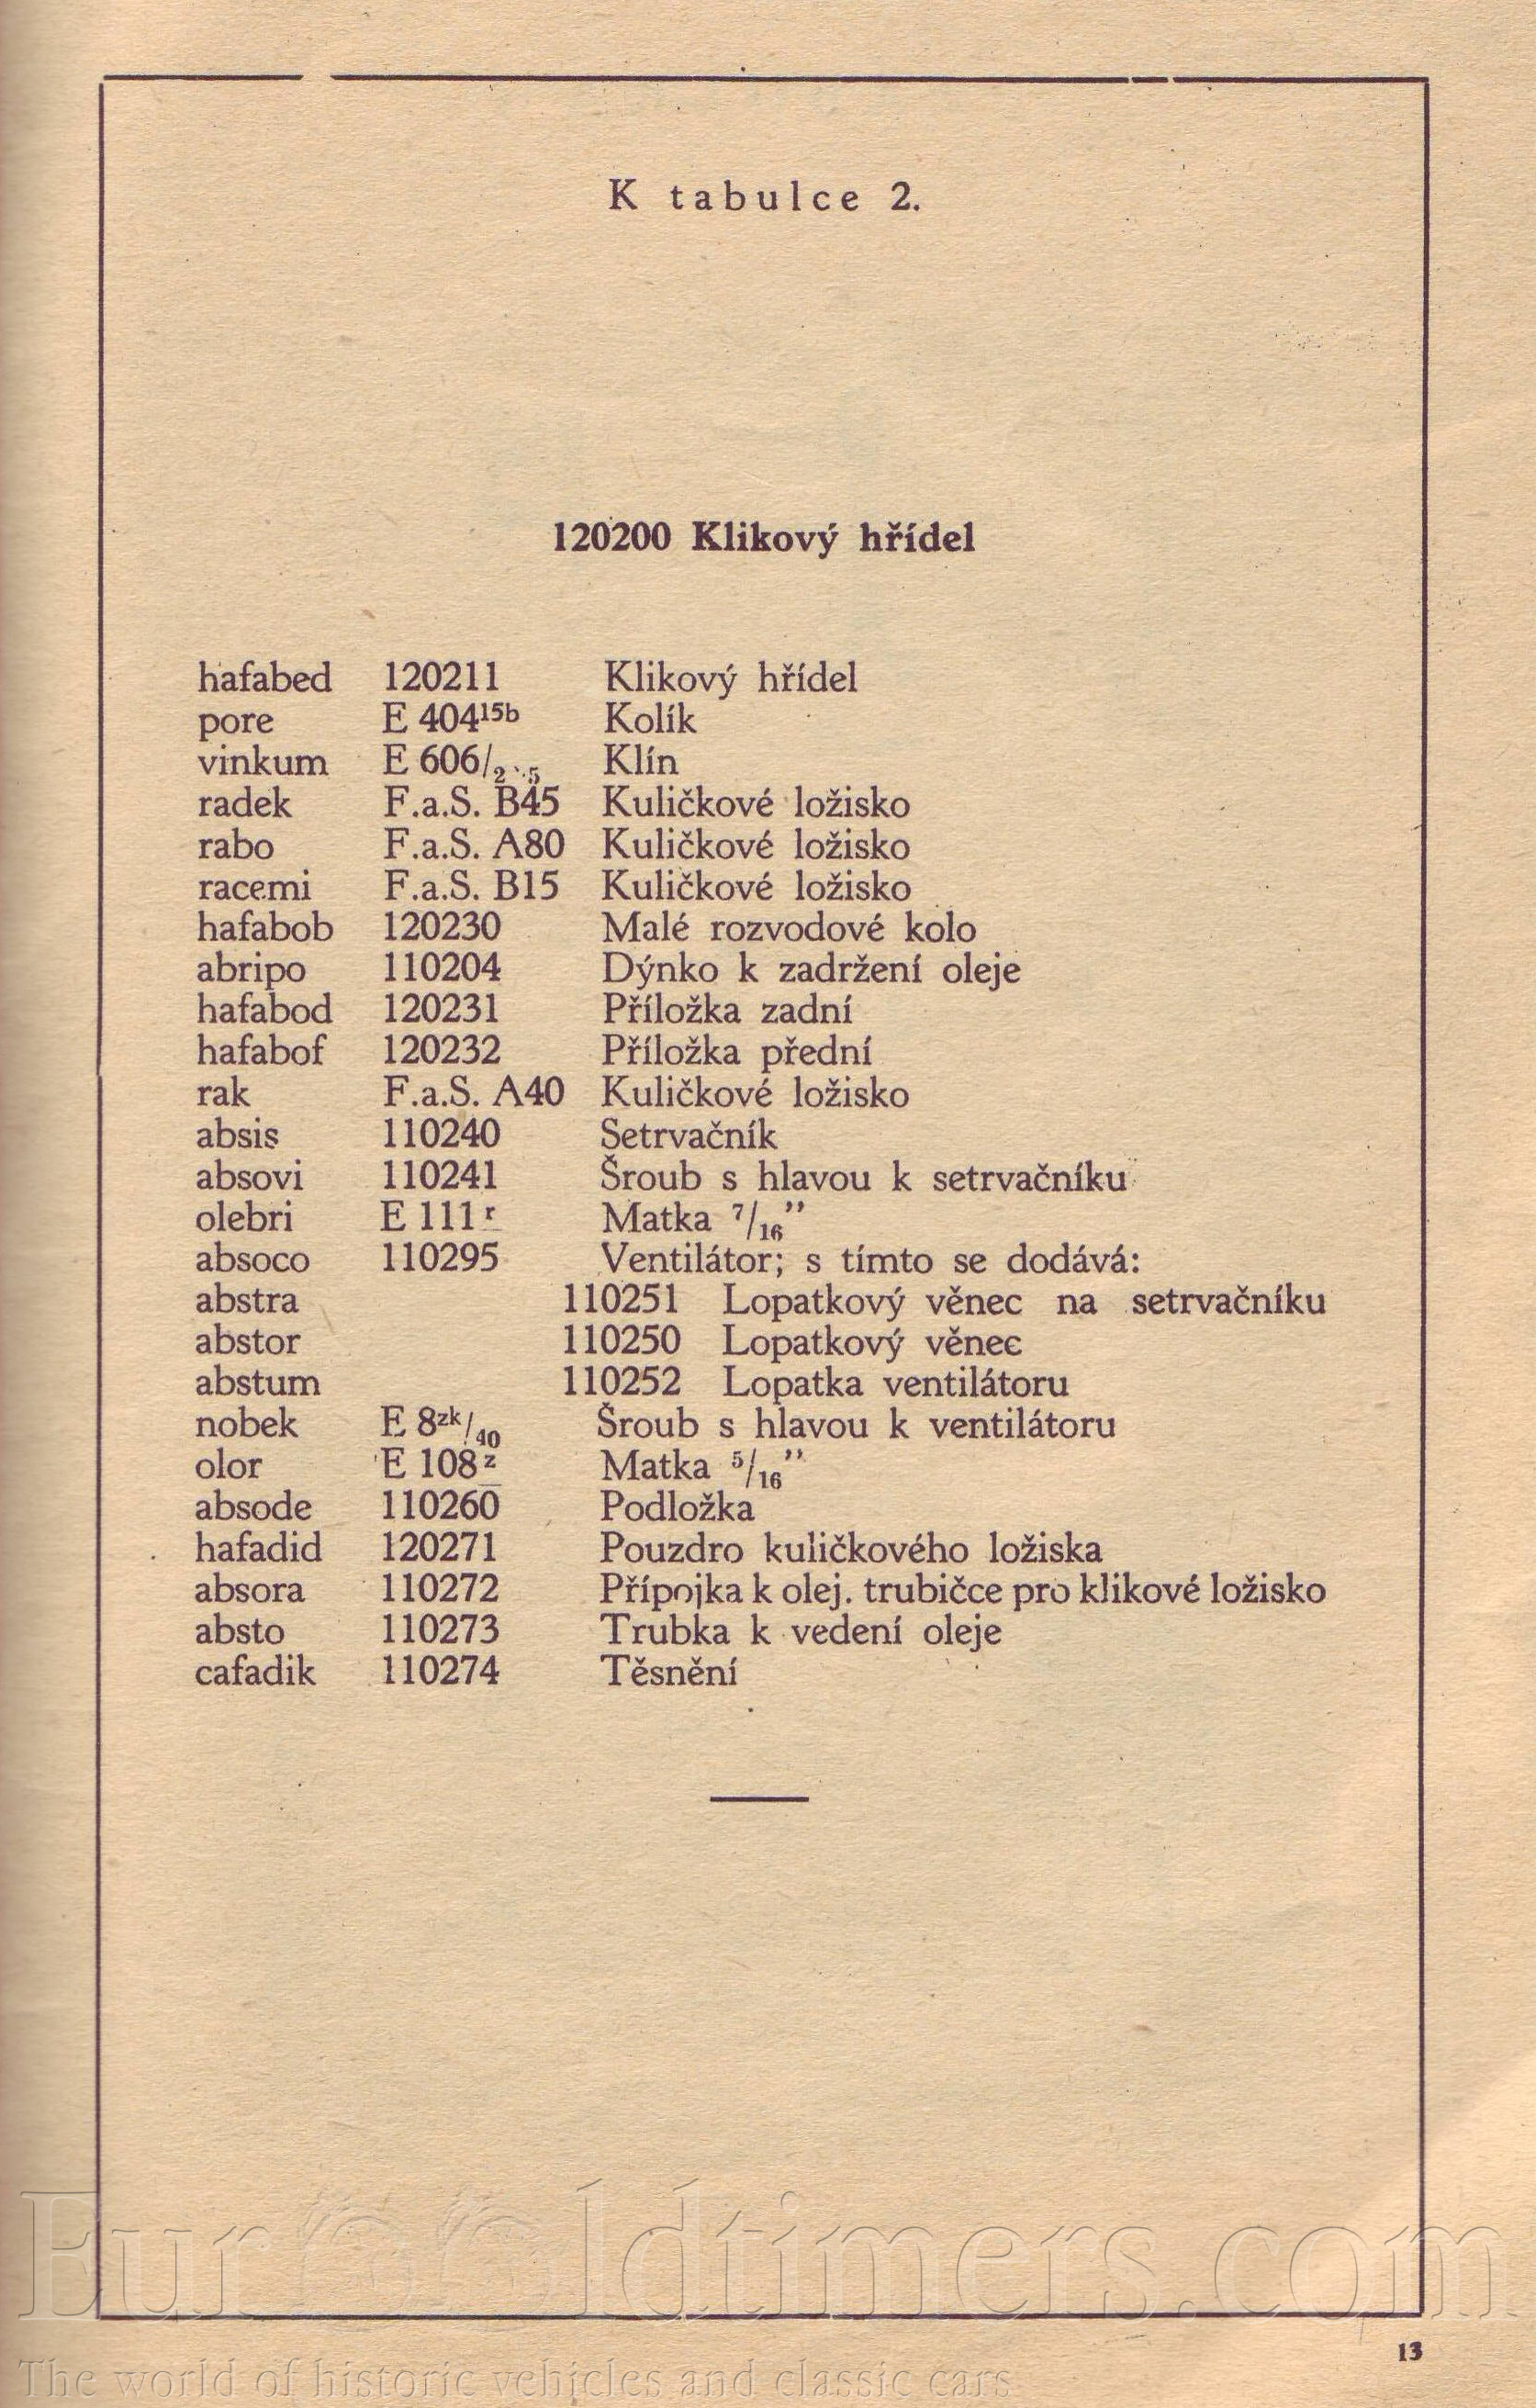 K tabulce 2.
120200 Klikový hřídel
hafabed 120211 Klikový hřídel
pore E 404¹⁵ᵇ Kolík
vinkum E 606/₂.₅ Klín
radek F.a.S. B45 Kuličkové ložisko
rabo F.a.S. A80 Kuličkové ložisko
racemi F.a.S. B15 Kuličkové ložisko
hafabob 120230 Malé rozvodové kolo
abripo 110204 Dýnko k zadržení oleje
hafabod 120231 Příložka zadní
hafabof 120232 Příložka přední
rak F.a.S. A40 Kuličkové ložisko
absis 110240 Setrvačník
absovi 110241 Šroub s hlavou k setrvačníku
olebri E 111ʳ Matka ⁷/₁₆”
absoco 110295 Ventilátor; s tímto se dodává:
abstra 110251 Lopatkový věnec na setrvačníku
abstor 110250 Lopatkový věnec
abstum 110252 Lopatka ventilátoru
nobek E 8ᶻᵏ/₄₀ Šroub s hlavou k ventilátoru
olor E 108ᶻ Matka ⁵/₁₆”
absode 110260 Podložka
hafadid 120271 Pouzdro kuličkového ložiska
absora 110272 Přípojka k olej. trubičce pro klikové ložisko
absto 110273 Trubka k vedení oleje
cafadik 110274 Těsnění
Eurooldtimers.com
13
The world of historic vehicles and classic cars